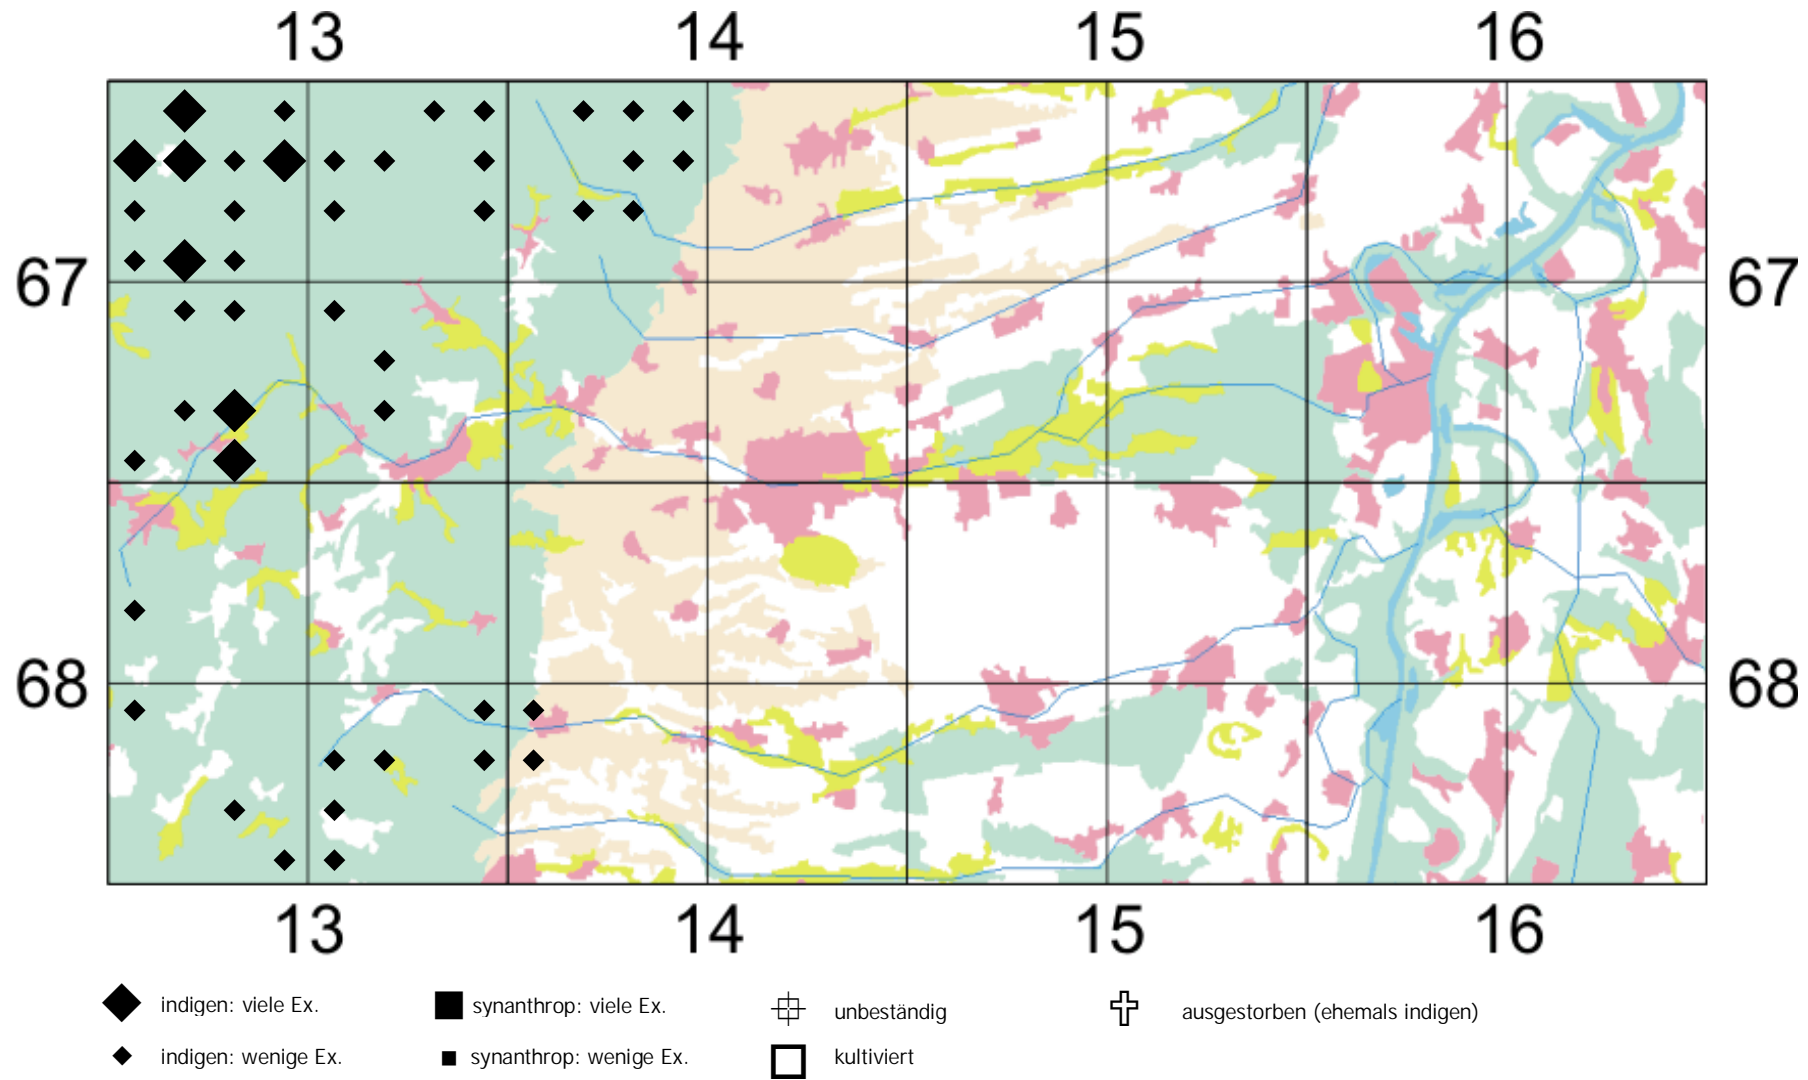 13 14 15 16
67 67
68 68
13 14 15 16
indigen: viele Ex. synanthrop: viele Ex. unbeständig ausgestorben (ehemals indigen)
indigen: wenige Ex. synanthrop: wenige Ex. kultiviert